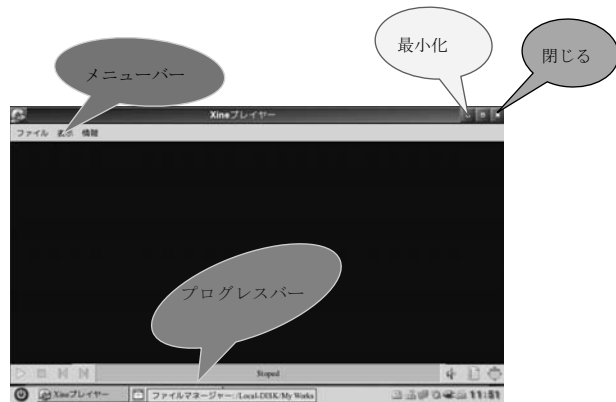 最小化
閉じる
メニューバー
Xineプレイヤー
ファイル 表示 情報
プログレスバー
Stoped
Xineプレイヤー
ファイルマネージャー::/Local-DISK/My Works
11:51